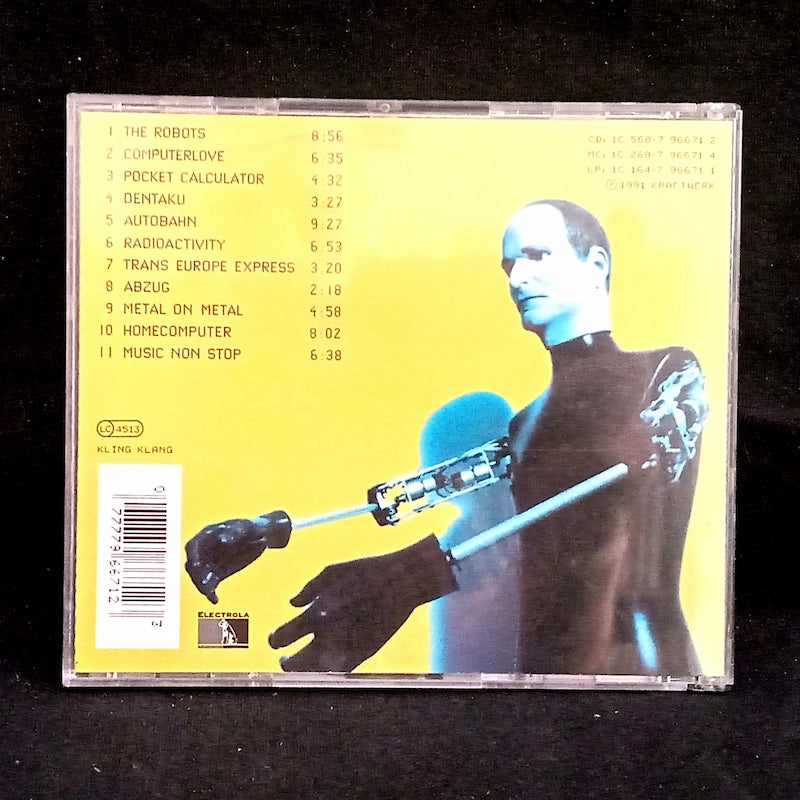 1 THE ROBOTS 8:56
2 COMPUTERLOVE 6:35
3 POCKET CALCULATOR 4:32
4 DENTAKU 3:27
5 AUTOBAHN 9:27
6 RADIOACTIVITY 6:53
7 TRANS EUROPE EXPRESS 3:20
8 ABZUG 2:18
9 METAL ON METAL 4:58
10 HOMECOMPUTER 8:02
11 MUSIC NON STOP 6:38
CD: 1C 568-7 96671 2
MC: 1C 268-7 96671 4
LP: 1C 164-7 96671 1
℗ 1991 KRAFTWERK
LC 4513
KLING KLANG
0 77779 66712 9
ELECTROLA